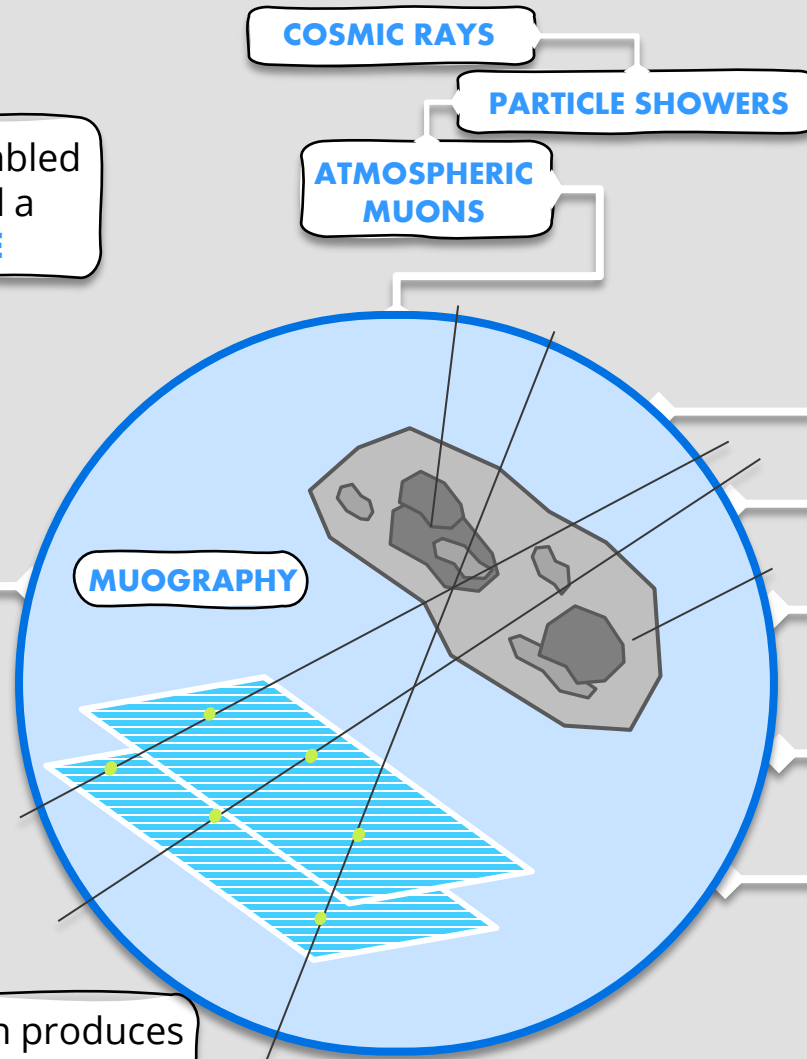 COSMIC RAYS
PARTICLE SHOWERS
ATMOSPHERIC
MUONS
a
MUOGRAPHY
produces